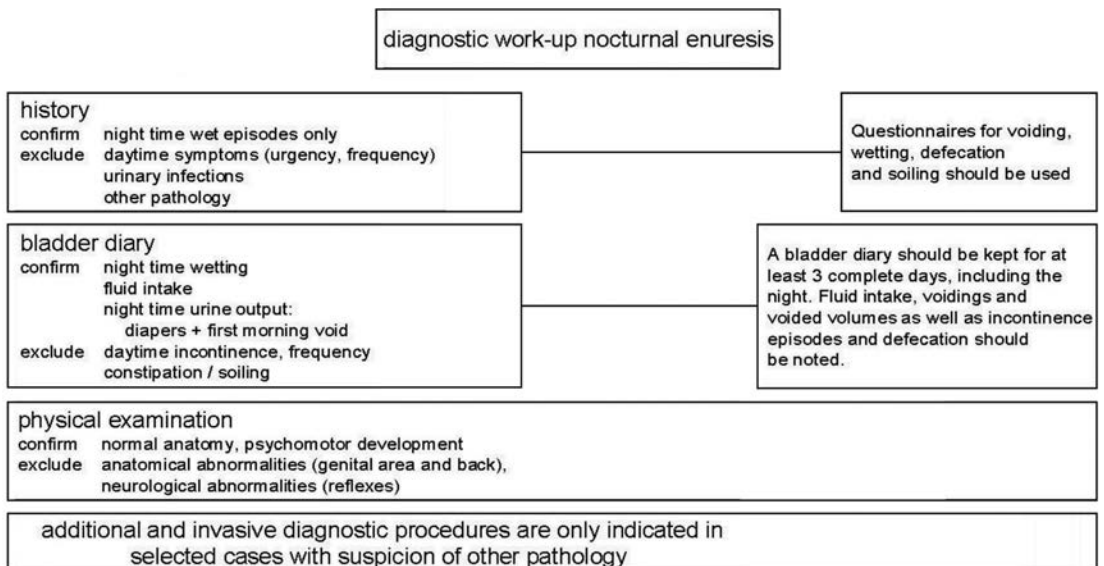 diagnostic work-up nocturnal enuresis
history
confirm night time wet episodes only
exclude daytime symptoms (urgency, frequency)
urinary infections
other pathology
Questionnaires for voiding,
wetting, defecation
and soiling should be used
bladder diary
confirm night time wetting
fluid intake
night time urine output:
diapers + first morning void
exclude daytime incontinence, frequency
constipation / soiling
A bladder diary should be kept for at
least 3 complete days, including the
night. Fluid intake, voidings and
voided volumes as well as incontinence
episodes and defecation should
be noted.
physical examination
confirm normal anatomy, psychomotor development
exclude anatomical abnormalities (genital area and back),
neurological abnormalities (reflexes)
additional and invasive diagnostic procedures are only indicated in
selected cases with suspicion of other pathology